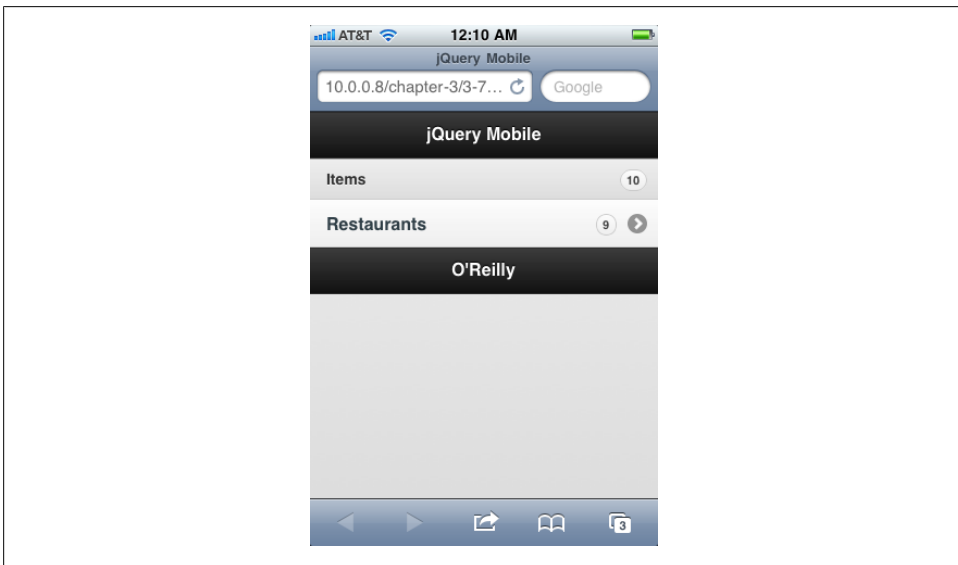 AT&T 12:10 AM
jQuery Mobile
10.0.0.8/chapter-3/3-7... Google
jQuery Mobile
Items 10
Restaurants 9
O'Reilly
3